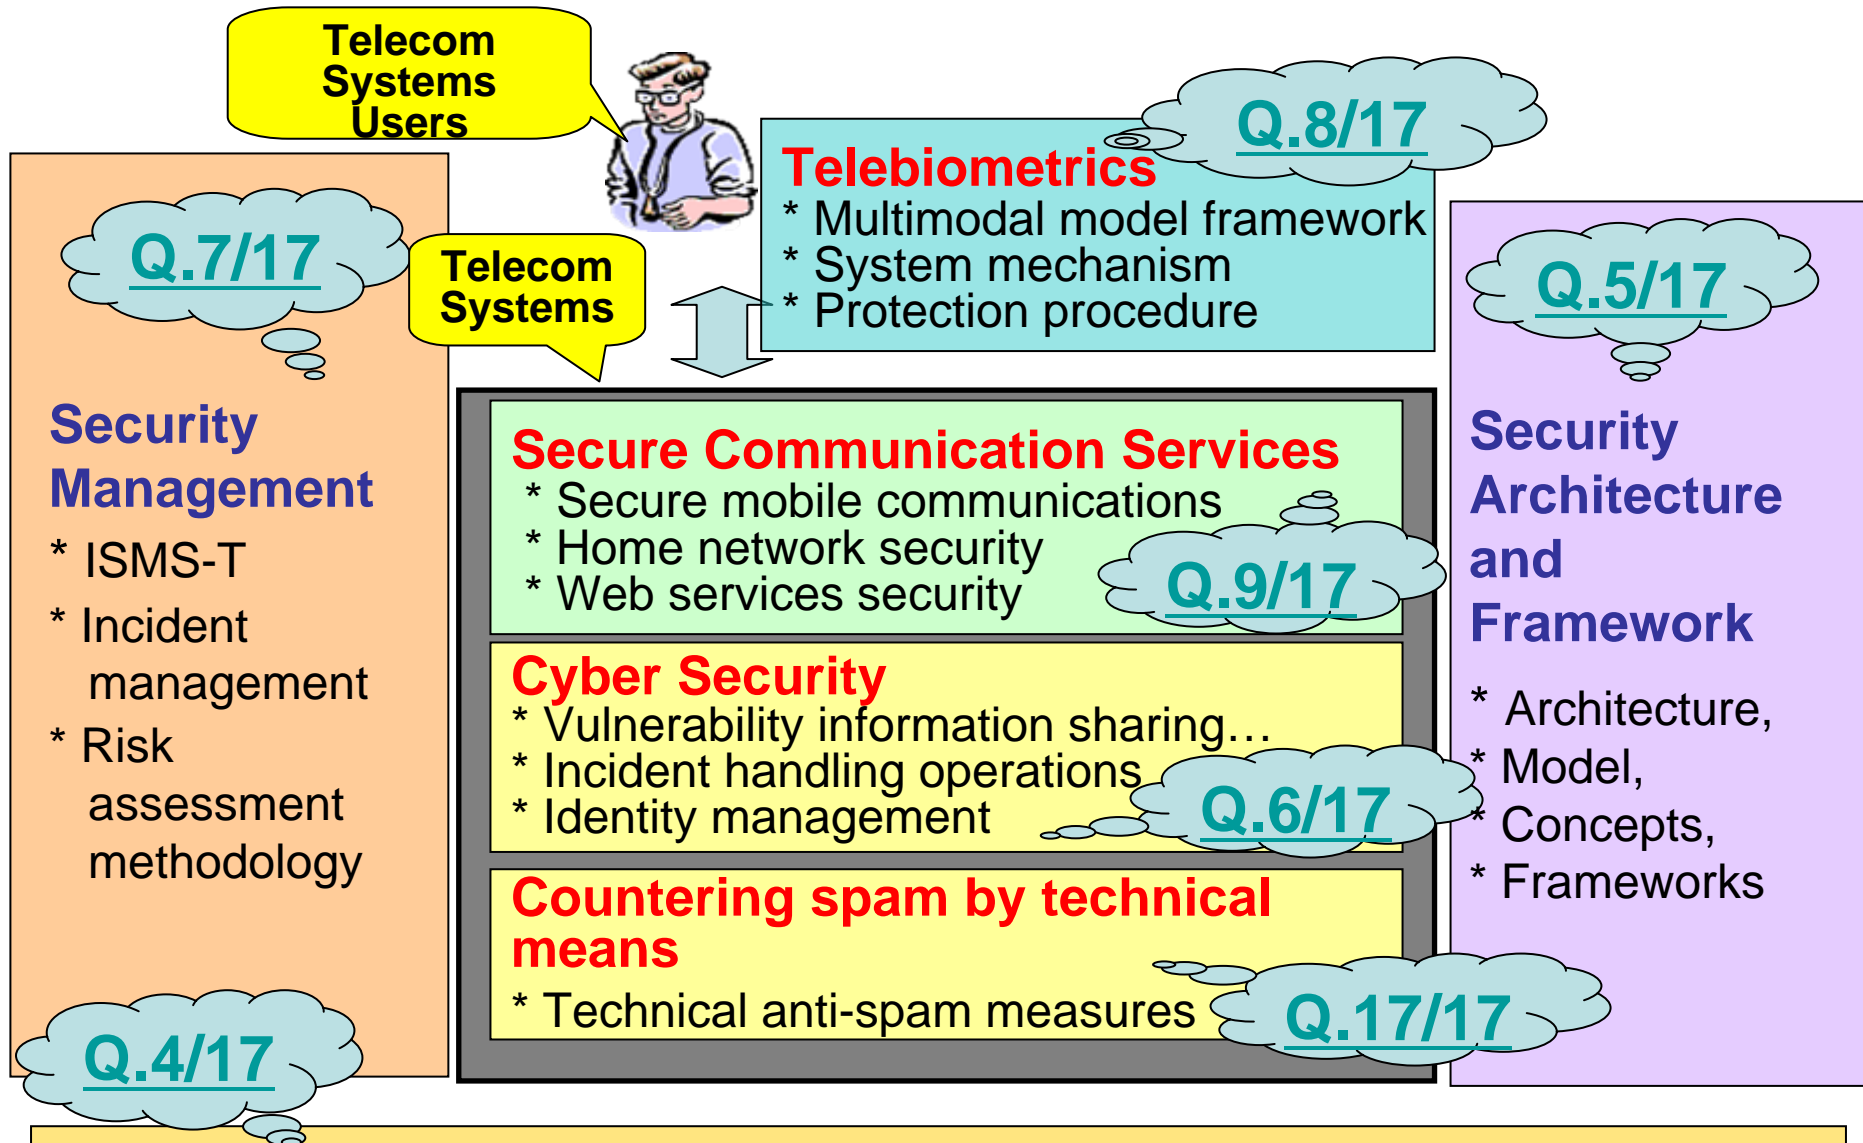 Telecom
Systems
Users
Q.8/17
Telebiometrics
* Multimodal model framework
* System mechanism
* Protection procedure
Q.7/17
Telecom
Systems
Q.5/17
Security
Management
* ISMS-T
* Incident
management
* Risk
assessment
methodology
Secure Communication Services
* Secure mobile communications
* Home network security
* Web services security
Q.9/17
Cyber Security
* Vulnerability information sharing…
* Incident handling operations
* Identity management
Q.6/17
Countering spam by technical
means
* Technical anti-spam measures
Q.17/17
Security
Architecture
and
Framework
* Architecture,
* Model,
* Concepts,
* Frameworks
Q.4/17